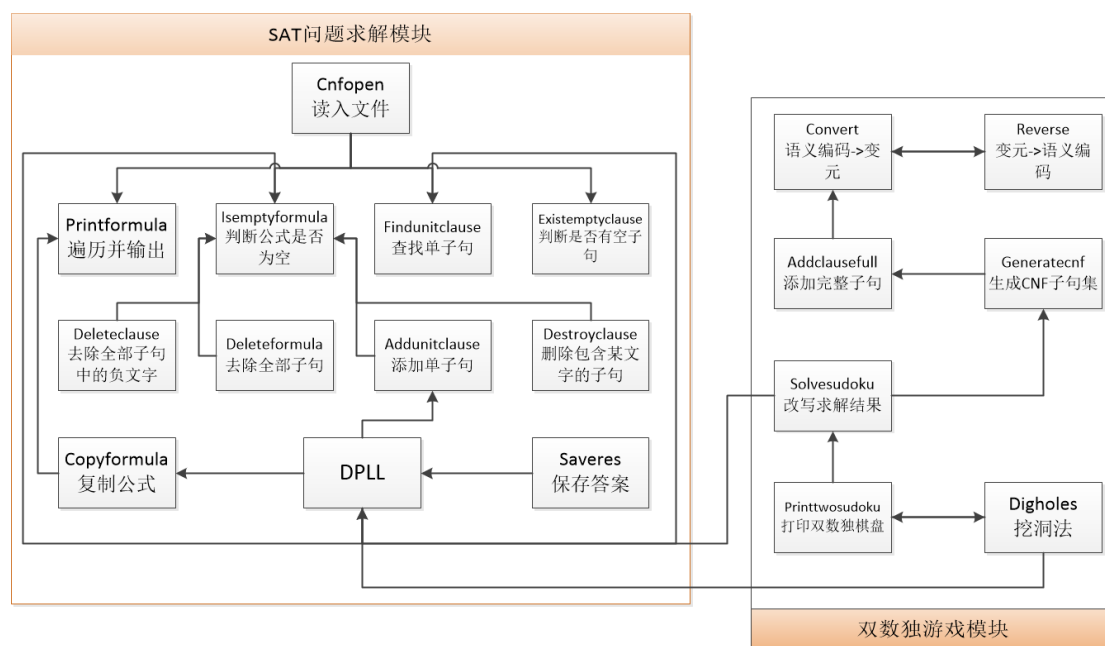 SAT问题求解模块
Cnfopen
读入文件
Printformula
遍历并输出
Isemptyformula
判断公式是否
为空
Findunitclause
查找单子句
Existemptyclause
判断是否有空子
句
Deleteclause
去除全部子句
中的负文字
Deleteformula
去除全部子句
Addunitclause
添加单子句
Destroyclause
删除包含某文
字的子句
Copyformula
复制公式
DPLL
Saveres
保存答案
Convert
语义编码->变
元
Reverse
变元->语义编
码
Addclausefull
添加完整子句
Generatecnf
生成CNF子句集
Solvesudoku
改写求解结果
Printtwosudoku
打印双数独棋盘
Digholes
挖洞法
双数独游戏模块